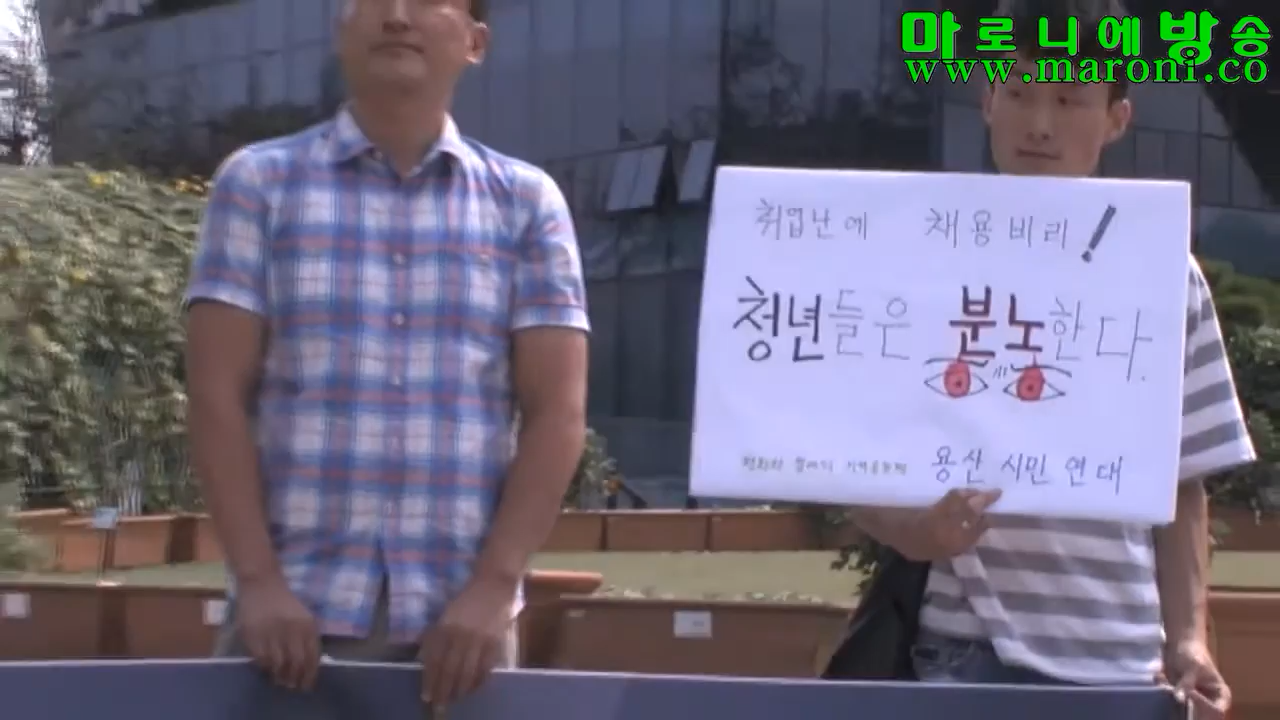 마로니에방송
www.maroni.co
취업난에 채용비리!
청년들은 분노한다.
용산 시민 연대